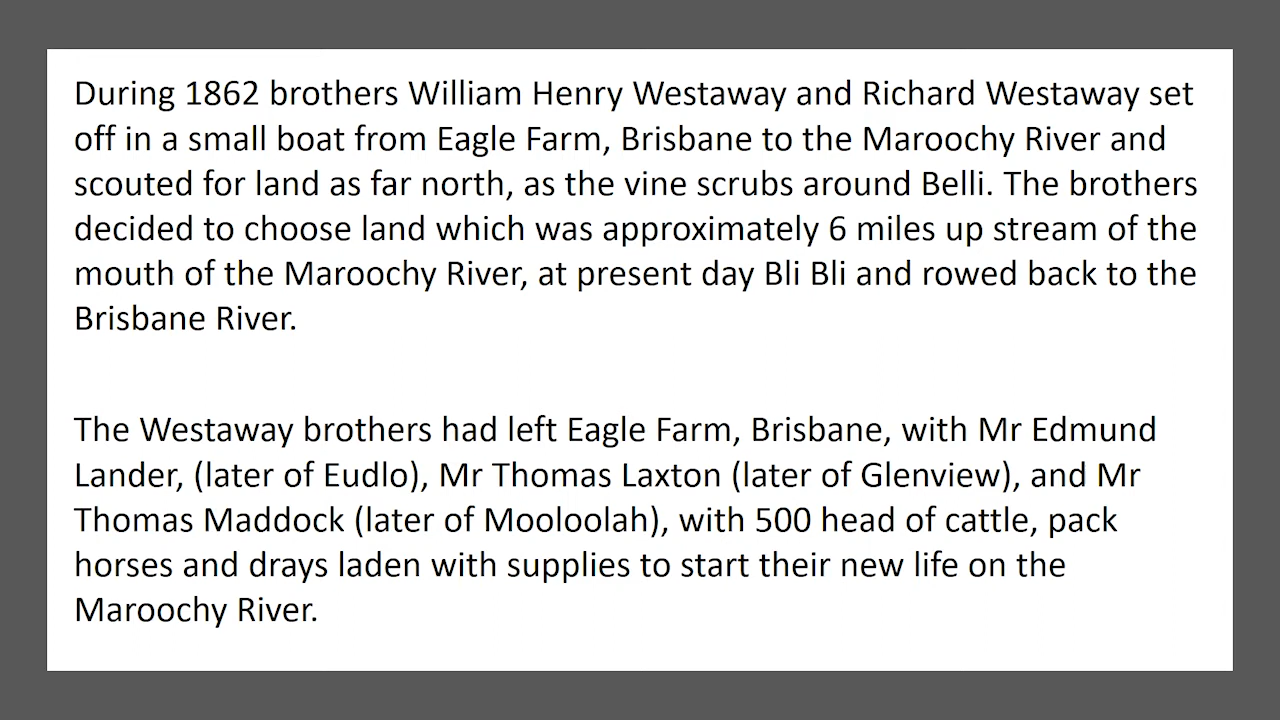 During 1862 brothers William Henry Westaway and Richard Westaway set
off in a small boat from Eagle Farm, Brisbane to the Maroochy River and
scouted for land as far north, as the vine scrubs around Belli. The brothers
decided to choose land which was approximately 6 miles up stream of the
mouth of the Maroochy River, at present day Bli Bli and rowed back to the
Brisbane River.
The Westaway brothers had left Eagle Farm, Brisbane, with Mr Edmund
Lander, (later of Eudlo), Mr Thomas Laxton (later of Glenview), and Mr
Thomas Maddock (later of Mooloolah), with 500 head of cattle, pack
horses and drays laden with supplies to start their new life on the
Maroochy River.